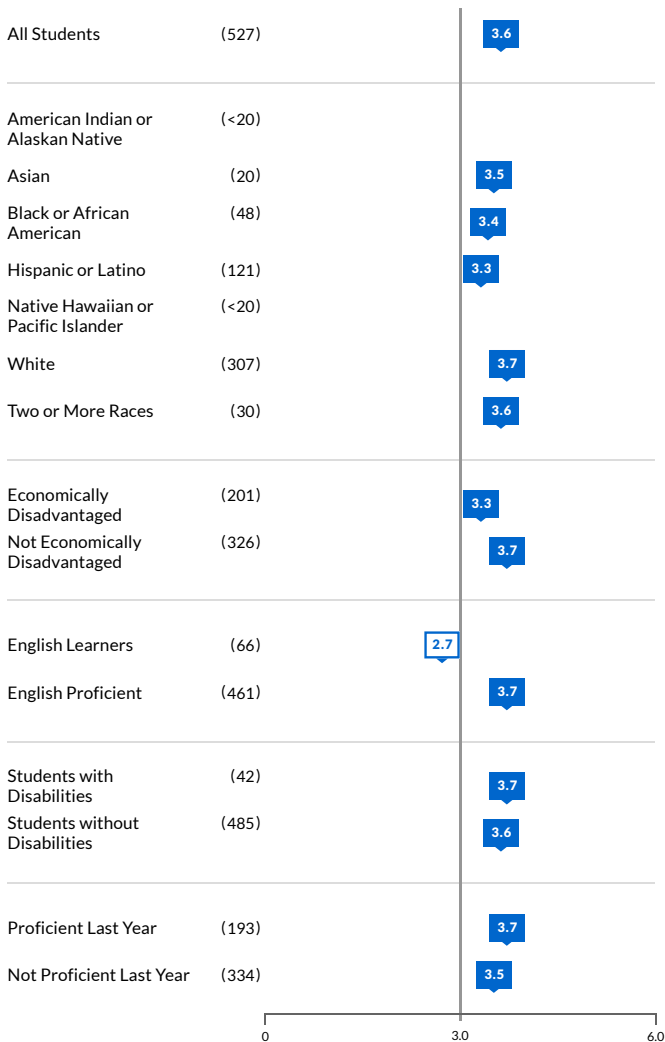 All Students (527) 3.6
American Indian or (<20)
Alaskan Native
Asian (20) 3.5
Black or African (48) 3.4
American
Hispanic or Latino (121) 3.3
Native Hawaiian or (<20)
Pacific Islander
White (307) 3.7
Two or More Races (30) 3.6
Economically (201) 3.3
Disadvantaged
Not Economically (326) 3.7
Disadvantaged
English Learners (66) 2.7
English Proficient (461) 3.7
Students with (42) 3.7
Disabilities
Students without (485) 3.6
Disabilities
Proficient Last Year (193) 3.7
Not Proficient Last Year (334) 3.5
0 3.0 6.0